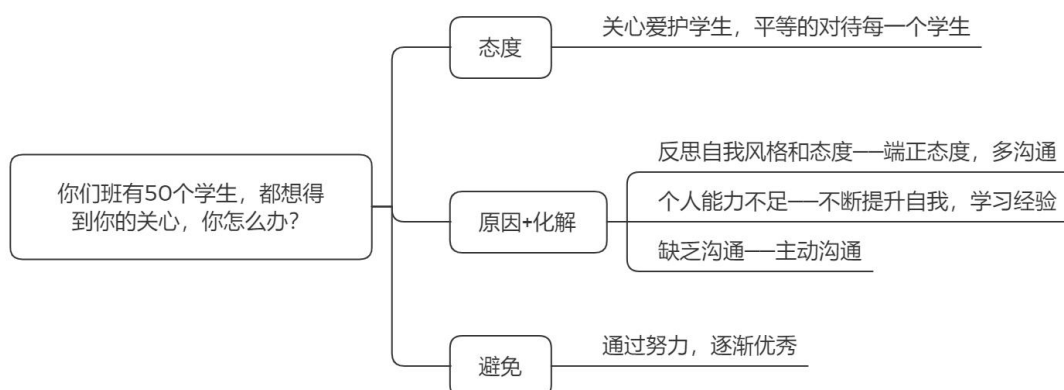 你们班有50个学生，都想得
到你的关心，你怎么办？
态度
关心爱护学生，平等的对待每一个学生
原因+化解
反思自我风格和态度——端正态度，多沟通
个人能力不足——不断提升自我，学习经验
缺乏沟通——主动沟通
避免
通过努力，逐渐优秀